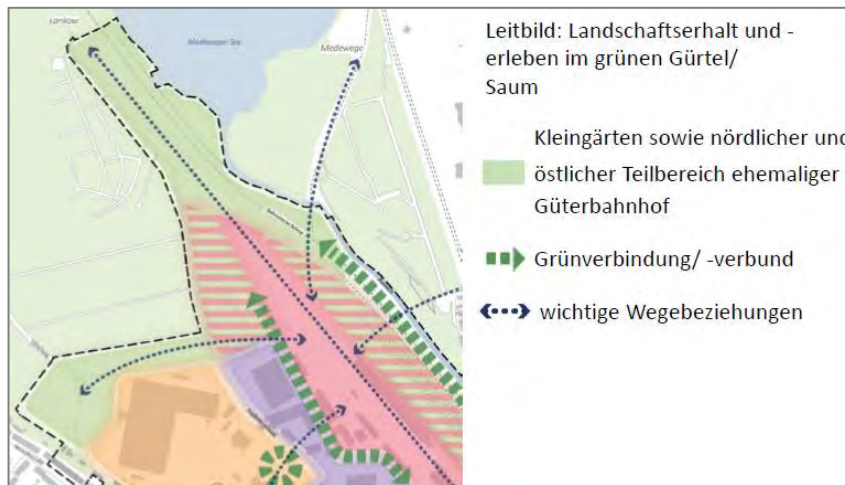 Lankow
Medeweger See
Medewege
Leitbild: Landschaftserhalt und -
erleben im grünen Gürtel/
Saum
Kleingärten sowie nördlicher und
östlicher Teilbereich ehemaliger
Güterbahnhof
Grünverbindung/ -verbund
wichtige Wegebeziehungen